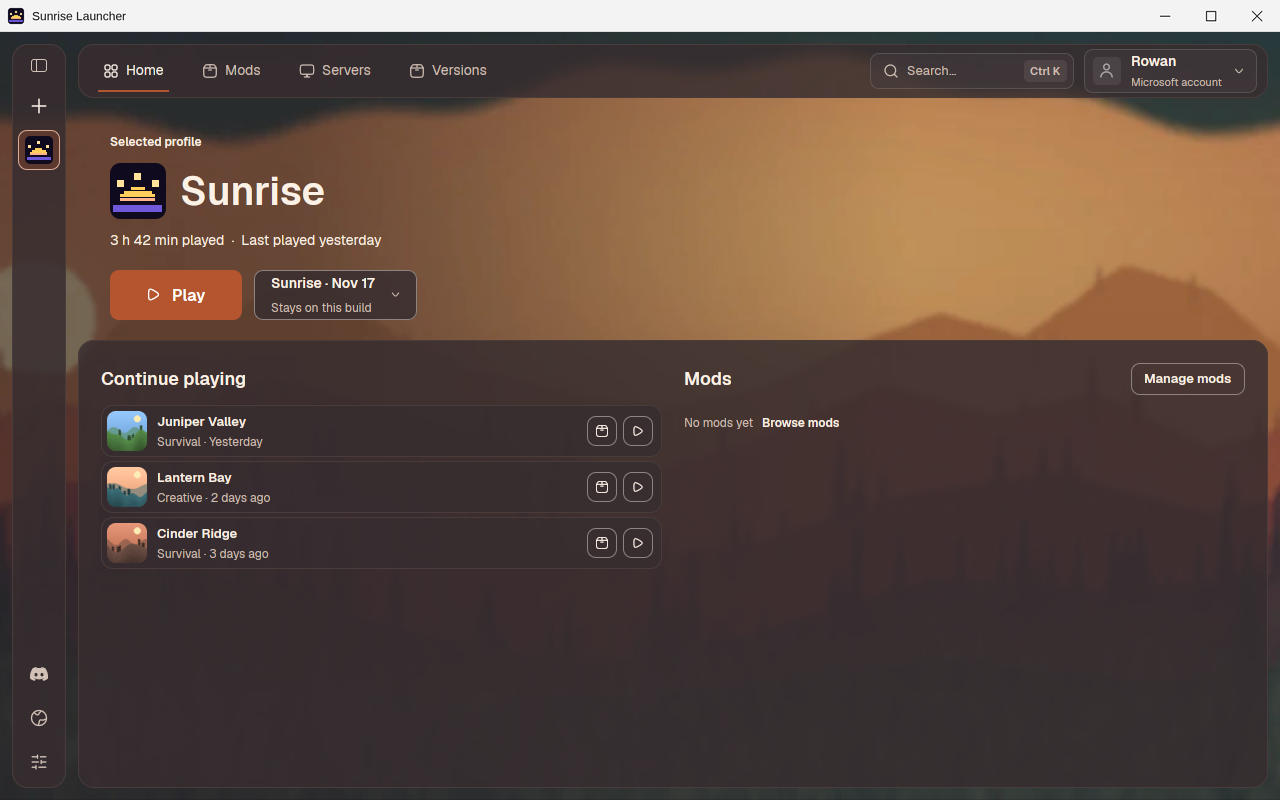 Sunrise Launcher
Home
Mods
Servers
Versions
Search...
Ctrl K
Rowan
Microsoft account
Selected profile
Sunrise
3 h 42 min played · Last played yesterday
Play
Sunrise · Nov 17
Stays on this build
Continue playing
Juniper Valley
Survival · Yesterday
Lantern Bay
Creative · 2 days ago
Cinder Ridge
Survival · 3 days ago
Mods
Manage mods
No mods yet Browse mods